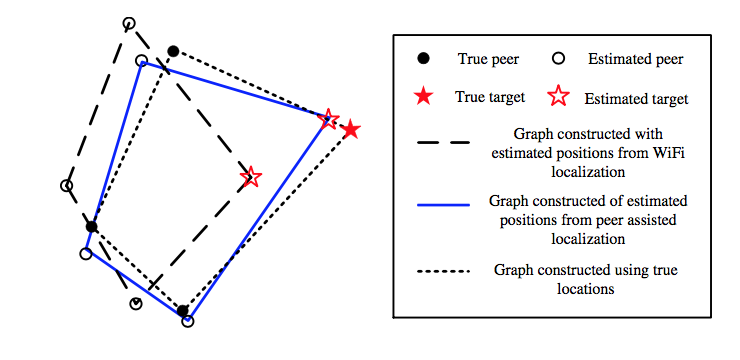 True peer
Estimated peer
True target
Estimated target
Graph constructed with
estimated positions from WiFi
localization
Graph constructed of estimated
positions from peer assisted
localization
Graph constructed using true
locations